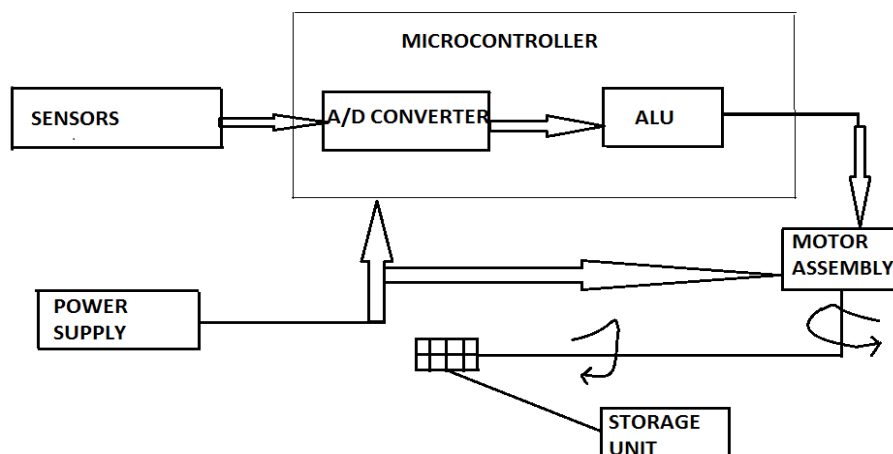 MICROCONTROLLER
SENSORS
A/D CONVERTER
ALU
MOTOR
ASSEMBLY
POWER
SUPPLY
STORAGE
UNIT